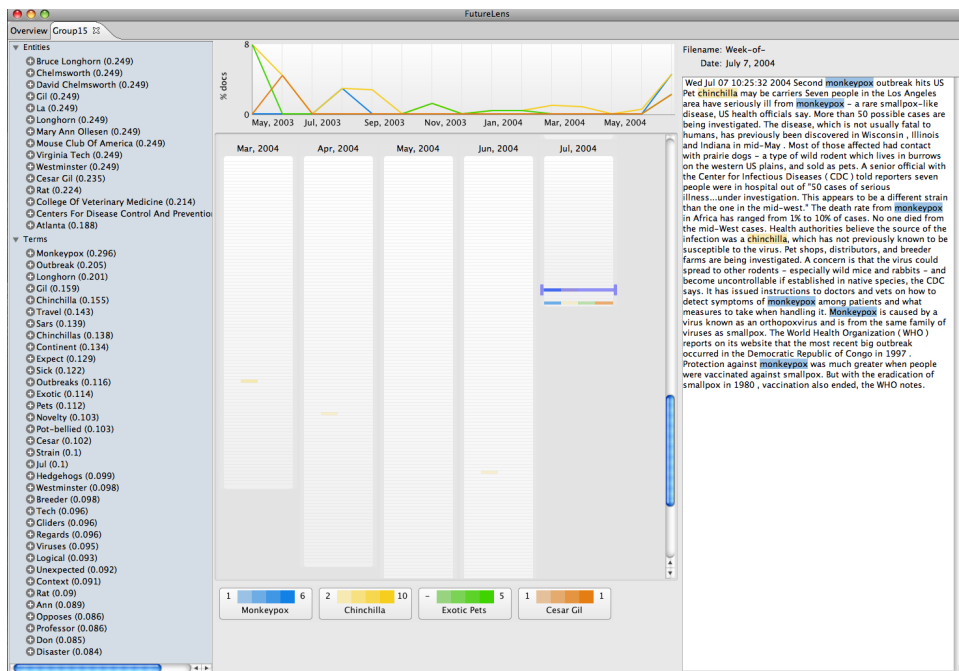 FutureLens
Overview
Group15
Entities
Bruce Longhorn (0.249)
Chelmsworth (0.249)
David Chelmsworth (0.249)
Gil (0.249)
La (0.249)
Longhorn (0.249)
Mary Ann Ollesen (0.249)
Mouse Club Of America (0.249)
Virginia Tech (0.249)
Westminster (0.249)
Cesar Gil (0.235)
Rat (0.224)
College Of Veterinary Medicine (0.214)
Centers For Disease Control And Preventio
Atlanta (0.188)
Terms
Monkeypox (0.296)
Outbreak (0.205)
Longhorn (0.201)
Gil (0.159)
Chinchilla (0.155)
Travel (0.143)
Sars (0.139)
Chinchillas (0.138)
Continent (0.134)
Expect (0.129)
Sick (0.122)
Outbreaks (0.116)
Exotic (0.114)
Pets (0.112)
Novelty (0.103)
Pot-bellied (0.103)
Cesar (0.102)
Strain (0.1)
Jul (0.1)
Hedgehogs (0.099)
Westminster (0.098)
Breeder (0.098)
Tech (0.096)
Gliders (0.096)
Regards (0.096)
Viruses (0.095)
Logical (0.093)
Unexpected (0.092)
Context (0.091)
Rat (0.09)
Ann (0.089)
Opposes (0.086)
Professor (0.086)
Don (0.085)
Disaster (0.084)
8
% docs
0
May, 2003 Jul, 2003 Sep, 2003 Nov, 2003 Jan, 2004 Mar, 2004 May, 2004
Mar, 2004 Apr, 2004 May, 2004 Jun, 2004 Jul, 2004
1 6
Monkeypox
2 10
Chinchilla
- 5
Exotic Pets
1 1
Cesar Gil
Filename: Week-of-
Date: July 7, 2004
Wed Jul 07 10:25:32 2004 Second monkeypox outbreak hits US
Pet chinchilla may be carriers Seven people in the Los Angeles
area have seriously ill from monkeypox - a rare smallpox-like
disease, US health officials say. More than 50 possible cases are
being investigated. The disease, which is not usually fatal to
humans, has previously been discovered in Wisconsin , Illinois
and Indiana in mid-May . Most of those affected had contact
with prairie dogs - a type of wild rodent which lives in burrows
on the western US plains, and sold as pets. A senior official with
the Center for Infectious Diseases ( CDC ) told reporters seven
people were in hospital out of "50 cases of serious
illness...under investigation. This appears to be a different strain
than the one in the mid-west." The death rate from monkeypox
in Africa has ranged from 1% to 10% of cases. No one died from
the mid-West cases. Health authorities believe the source of the
infection was a chinchilla, which has not previously known to be
susceptible to the virus. Pet shops, distributors, and breeder
farms are being investigated. A concern is that the virus could
spread to other rodents - especially wild mice and rabbits - and
become uncontrollable if established in native species, the CDC
says. It has issued instructions to doctors and vets on how to
detect symptoms of monkeypox among patients and what
measures to take when handling it. Monkeypox is caused by a
virus known as an orthopoxvirus and is from the same family of
viruses as smallpox. The World Health Organization ( WHO )
reports on its website that the most recent big outbreak
occurred in the Democratic Republic of Congo in 1997 .
Protection against monkeypox was much greater when people
were vaccinated against smallpox. But with the eradication of
smallpox in 1980 , vaccination also ended, the WHO notes.